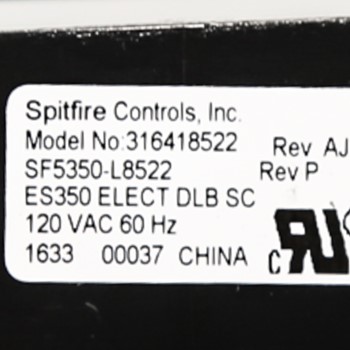 Spitfire Controls, Inc.
Model No:316418522 Rev AJ
SF5350-L8522 Rev P
ES350 ELECT DLB SC
120 VAC 60 Hz
1633 00037 CHINA
c RU